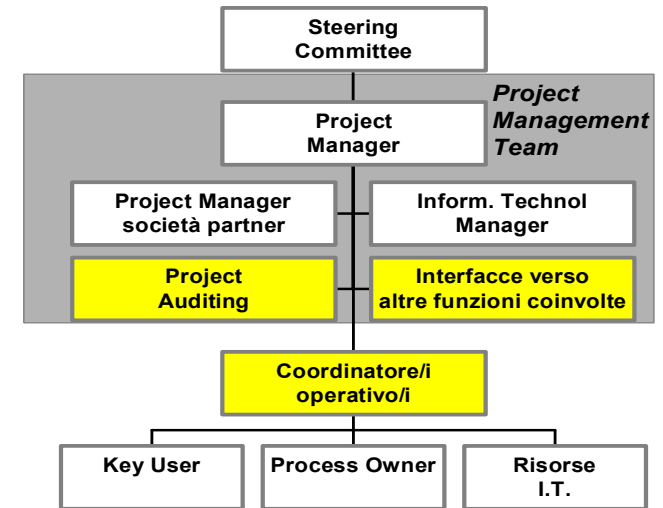 Steering
Committee
Project
Management
Team
Project
Manager
Project Manager
società partner
Inform. Technol
Manager
Project
Auditing
Interfacce verso
altre funzioni coinvolte
Coordinatore/i
operativo/i
Key User
Process Owner
Risorse
I.T.